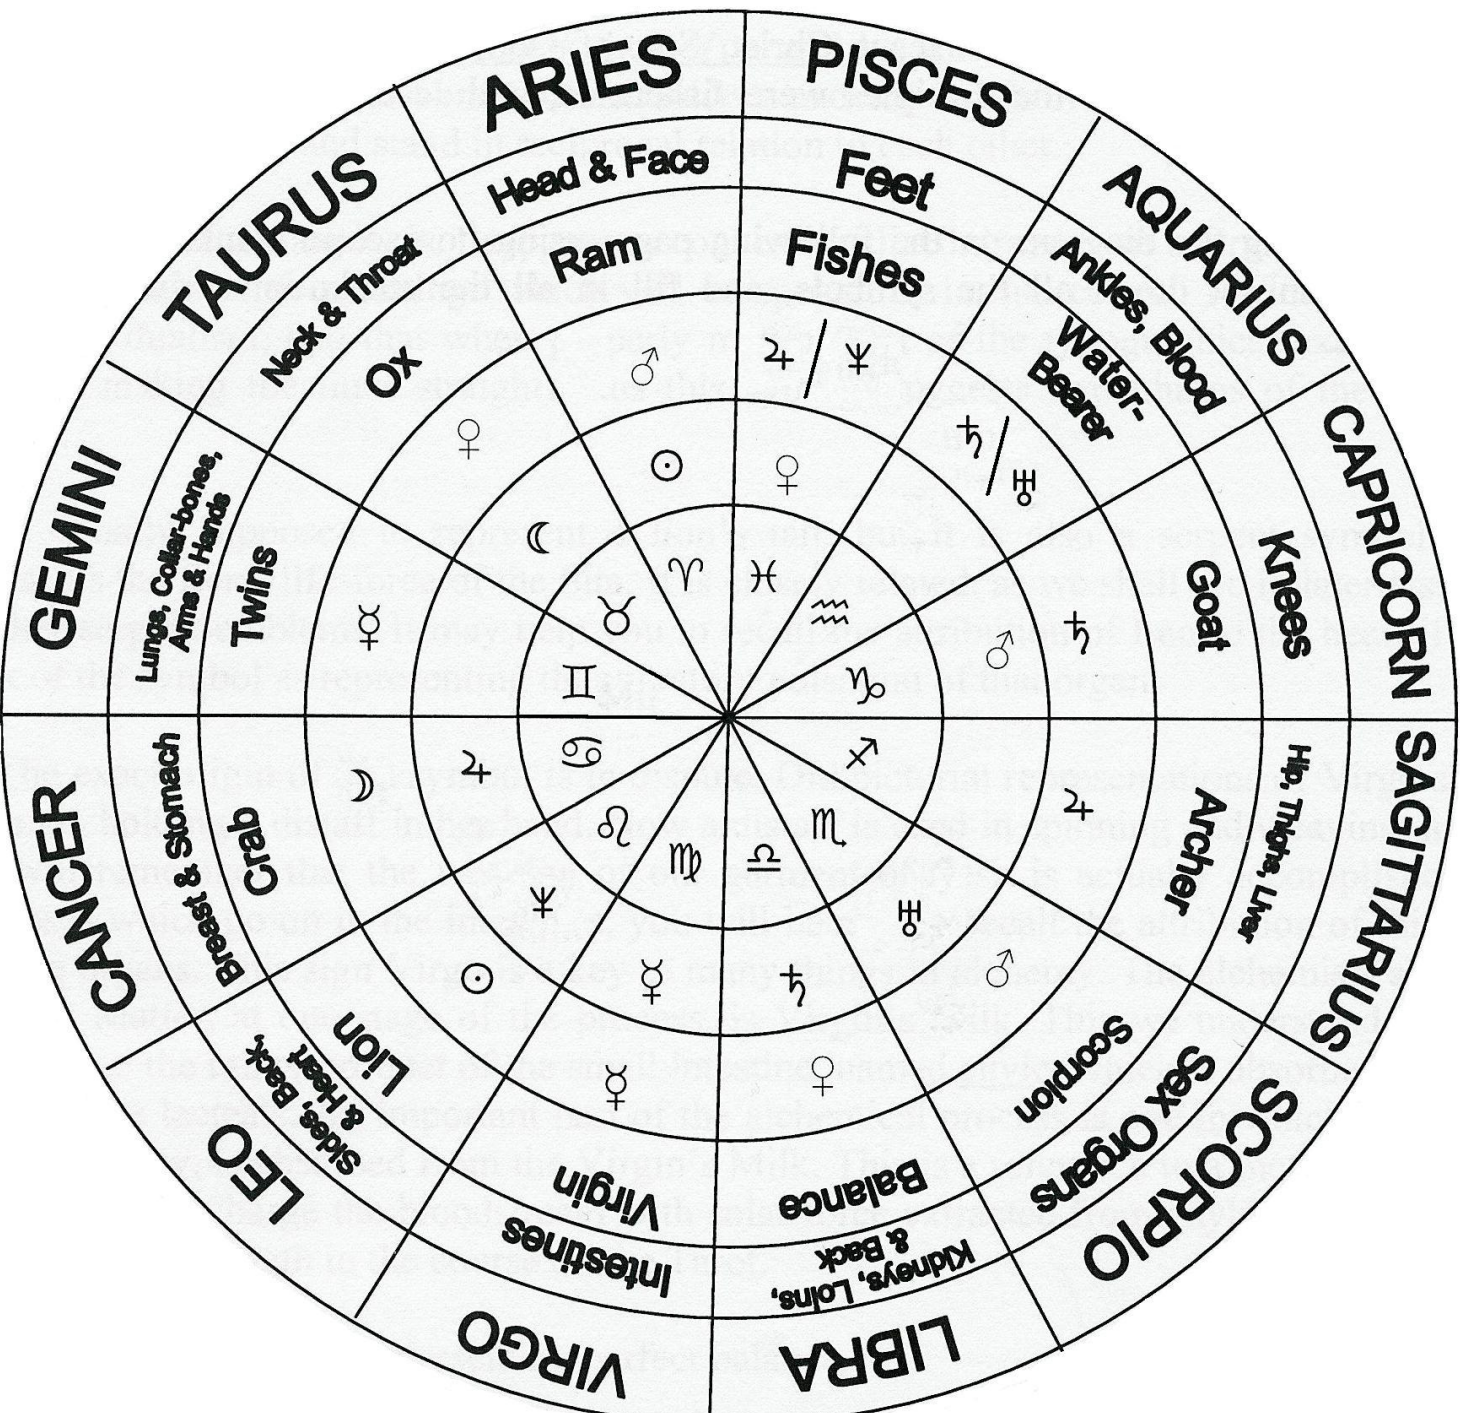 ARIES
Head & Face
Ram
♂
☉
♈
TAURUS
Neck & Throat
Ox
♀
☾
♉
GEMINI
Lungs, Collar-bones,
Arms & Hands
Twins
☿
♊
CANCER
Breast & Stomach
Crab
☽
♃
♋
LEO
Sides, Back,
& Heart
Lion
☉
♆
♌
VIRGO
Intestines
Virgin
☿
☿
♍
LIBRA
Kidneys, Loins,
& Back
Balance
♀
♄
♎
SCORPIO
Sex Organs
Scorpion
♂
♅
♏
SAGITTARIUS
Hip, Thighs, Liver
Archer
♃
♐
CAPRICORN
Knees
Goat
♄
♂
♑
AQUARIUS
Ankles, Blood
Water-
Bearer
♄/♅
♒
PISCES
Feet
Fishes
♃/♆
♀
♓